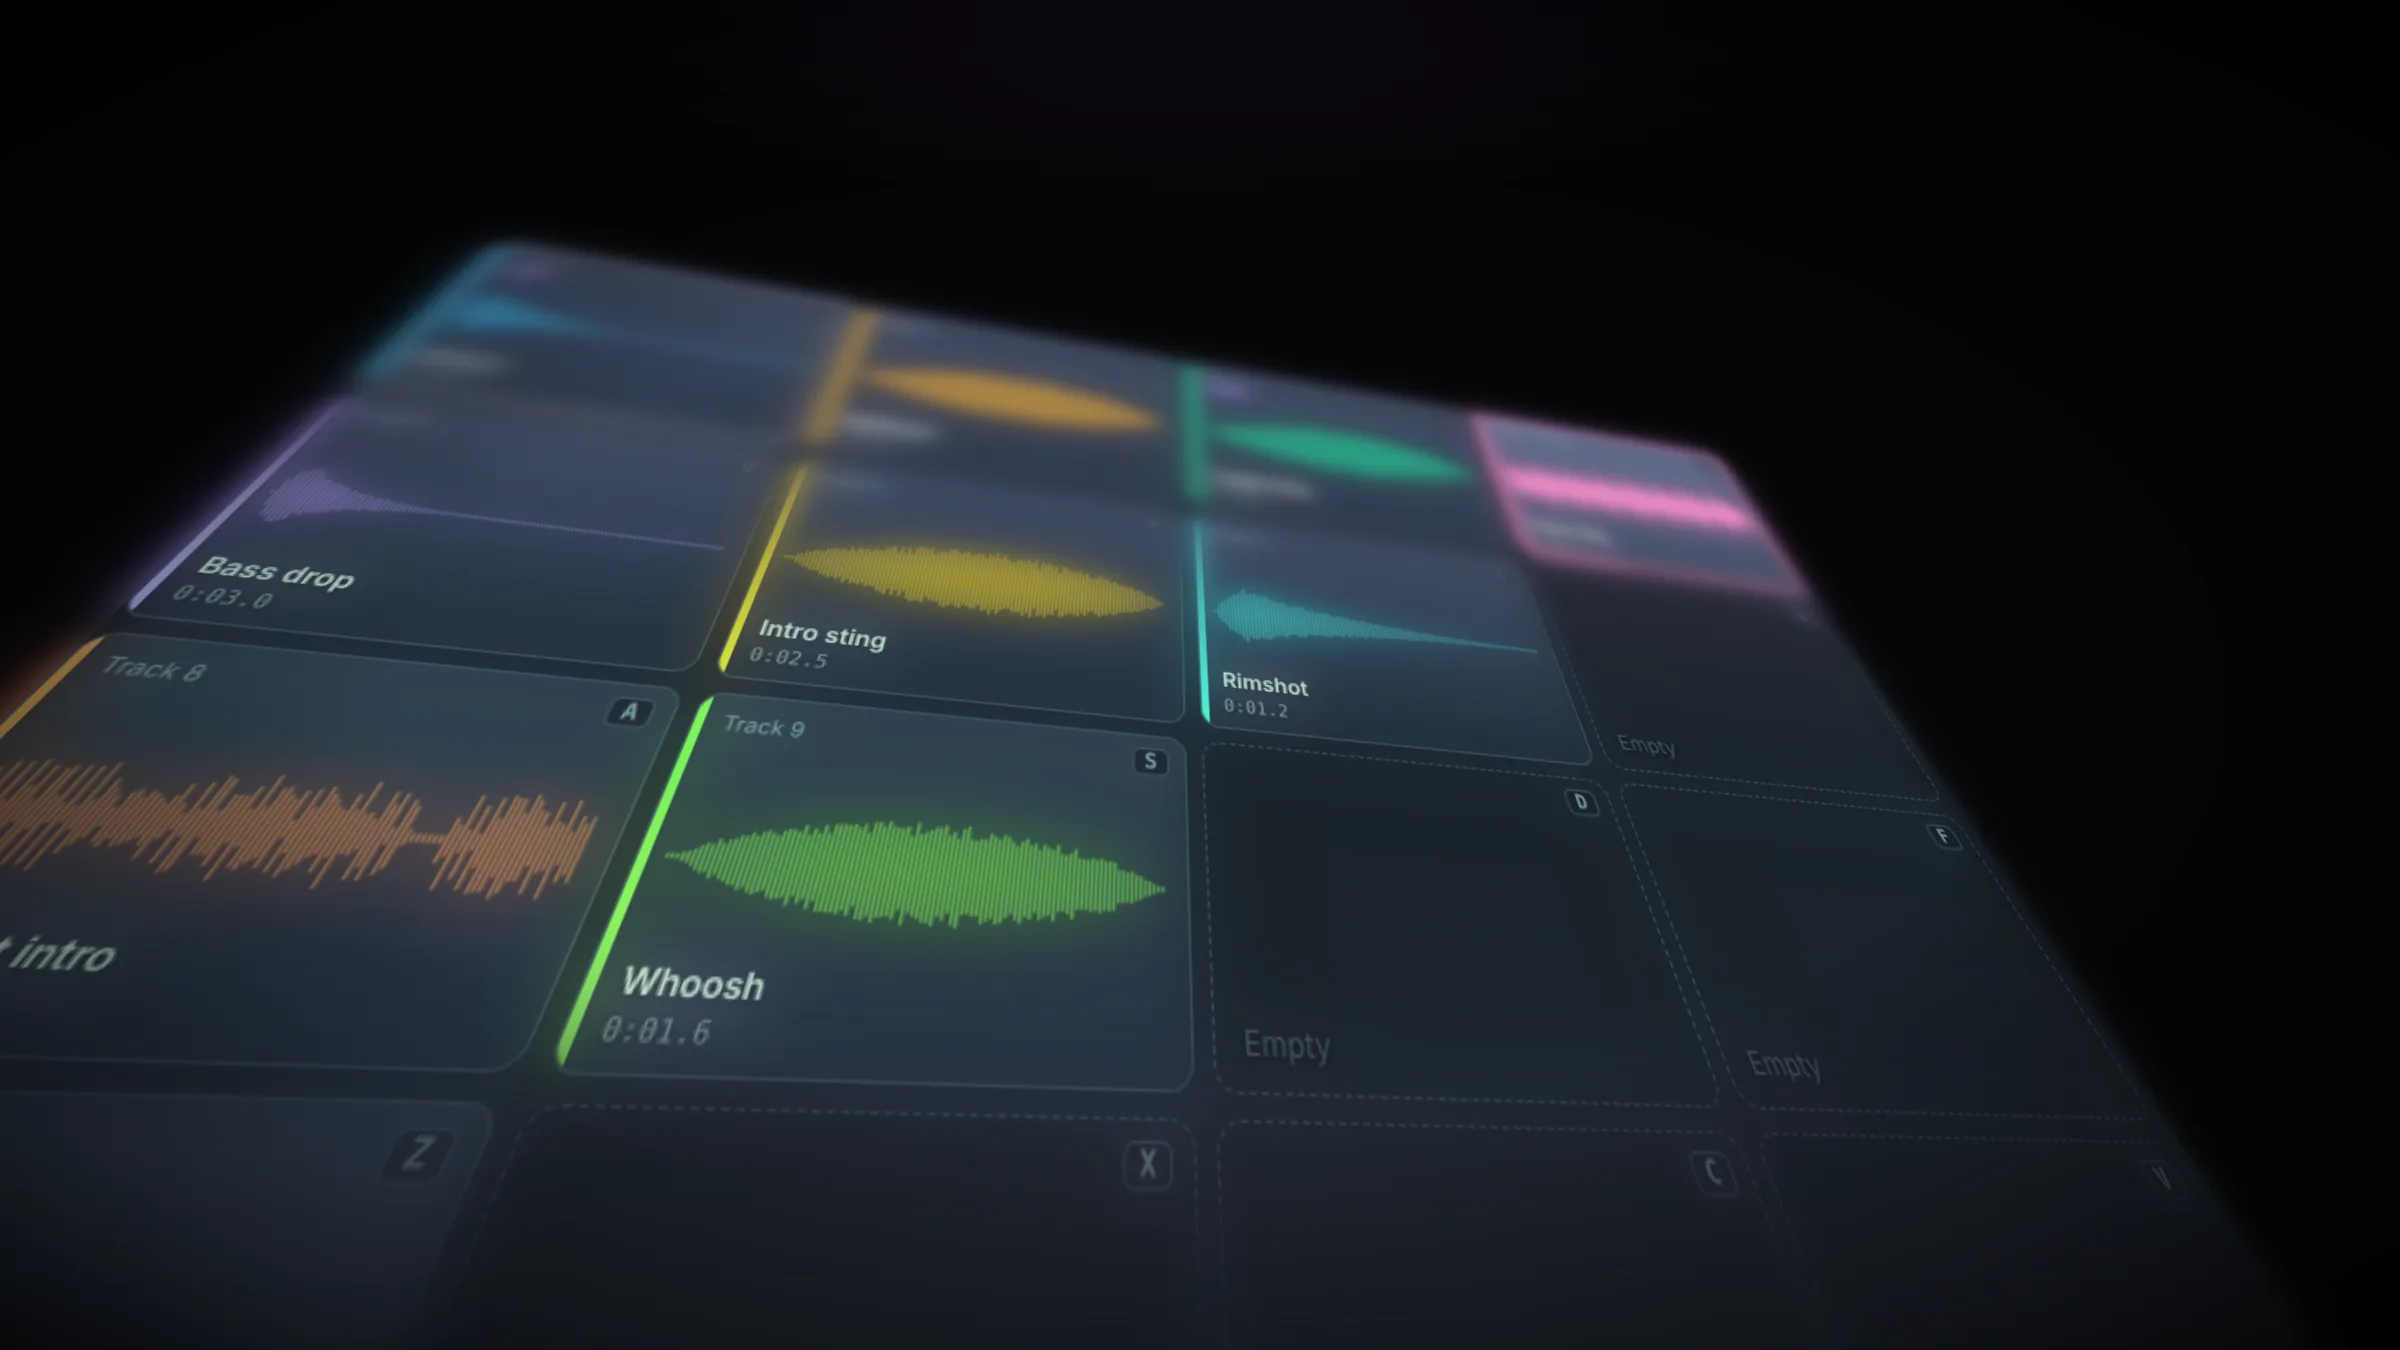 Bass drop
0:03.0
Intro sting
0:02.5
Rimshot
0:01.2
Empty
Track 8
A
intro
Track 9
S
Whoosh
0:01.6
D
Empty
F
Empty
Z
X
C
V